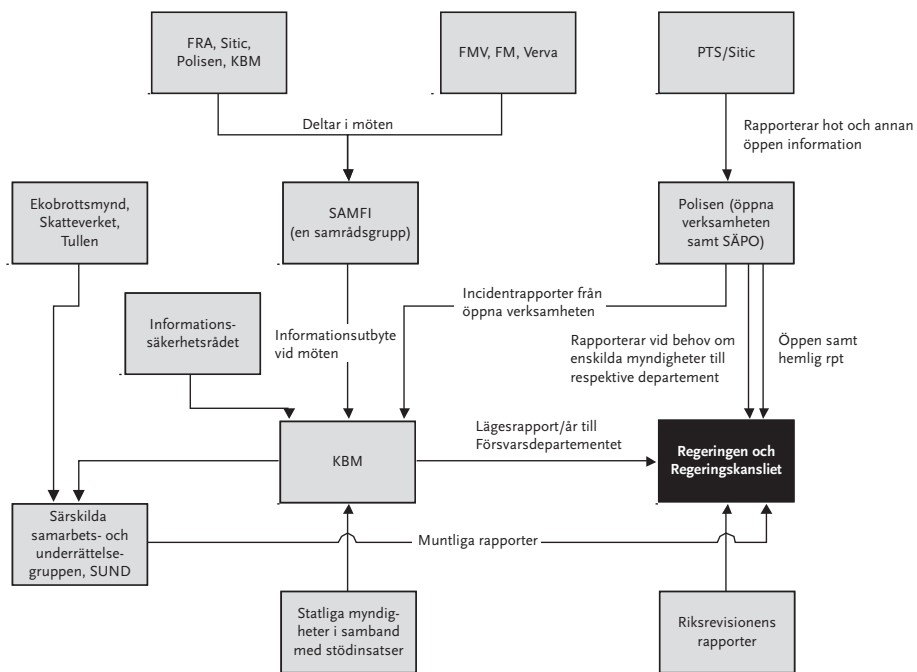 FRA, Sitic,
Polisen, KBM
FMV, FM, Verva
PTS/Sitic
Deltar i möten
Rapporterar hot och annan
öppen information
Ekobrottsmynd,
Skatteverket,
Tullen
SAMFI
(en samrådsgrupp)
Polisen (öppna
verksamheten
samt SÄPO)
Informations-
säkerhetsrådet
Informationsutbyte
vid möten
Incidentrapporter från
öppna verksamheten
Rapporterar vid behov om
enskilda myndigheter till
respektive departement
Öppen samt
hemlig rpt
KBM
Lägesrapport/år till
Försvarsdepartementet
Regeringen och
Regeringskansliet
Särskilda
samarbets- och
underrättelse-
gruppen, SUND
Muntliga rapporter
Statliga myndig-
heter i samband
med stödinsatser
Riksrevisionens
rapporter